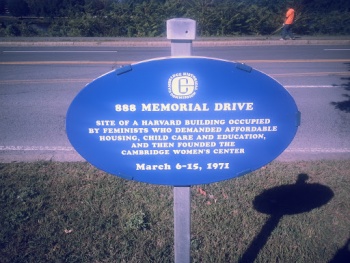 888 MEMORIAL DRIVE
SITE OF A HARVARD BUILDING OCCUPIED
BY FEMINISTS WHO DEMANDED AFFORDABLE
HOUSING, CHILD CARE AND EDUCATION,
AND THEN FOUNDED THE
CAMBRIDGE WOMEN'S CENTER
March 6-15, 1971